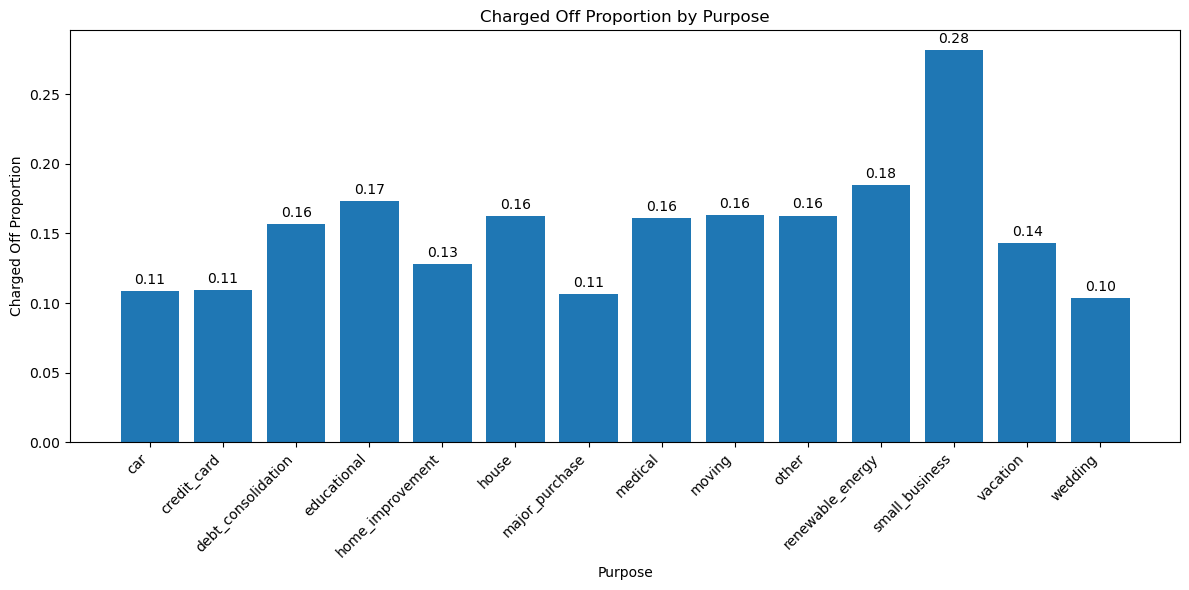 Charged Off Proportion by Purpose
Charged Off Proportion
0.25
0.20
0.15
0.10
0.05
0.00
0.11
0.11
0.16
0.17
0.13
0.16
0.11
0.16
0.16
0.16
0.18
0.28
0.14
0.10
car
credit_card
debt_consolidation
educational
home_improvement
house
major_purchase
medical
moving
other
renewable_energy
small_business
vacation
wedding
Purpose